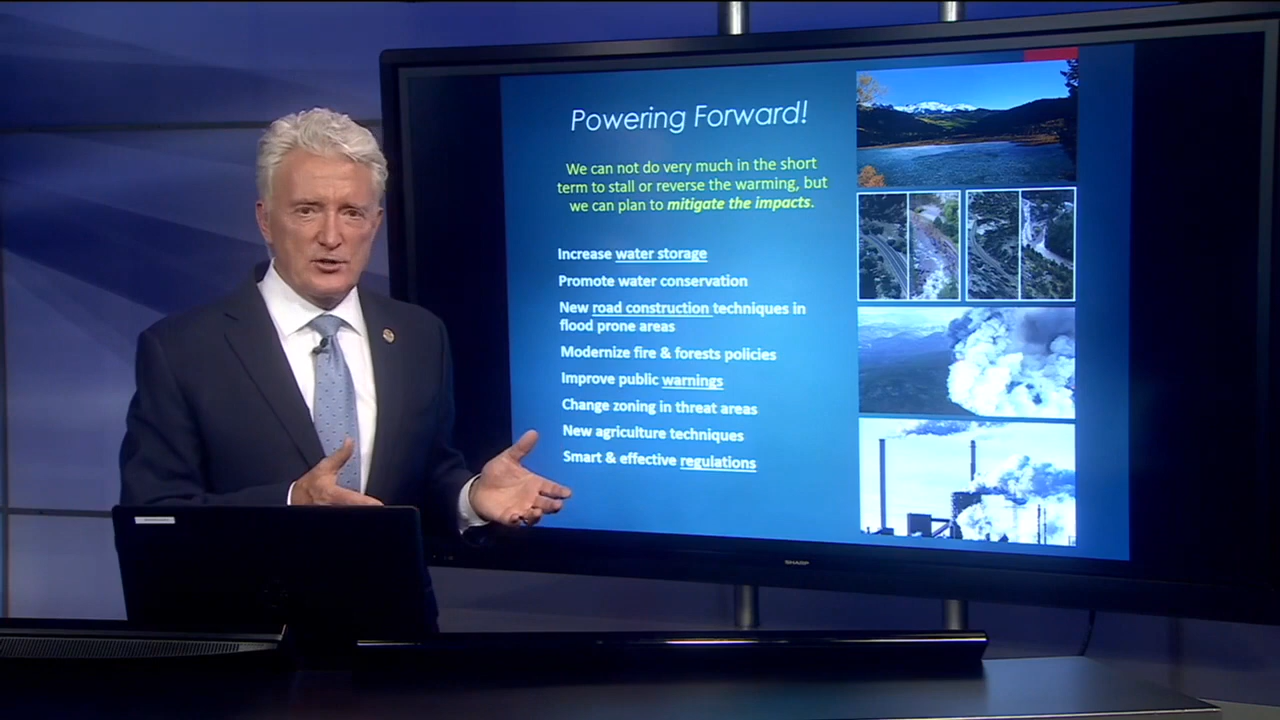 Powering Forward!
We can not do very much in the short
term to stall or reverse the warming, but
we can plan to mitigate the impacts.
Increase water storage
Promote water conservation
New road construction techniques in
flood prone areas
Modernize fire & forests policies
Improve public warnings
Change zoning in threat areas
New agriculture techniques
Smart & effective regulations
SHARP